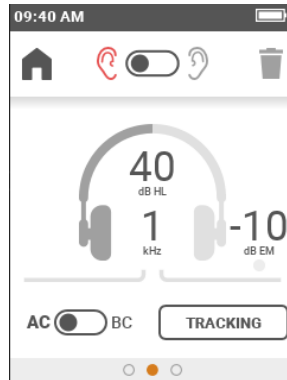 09:40 AM
40
dB HL
1
kHz
-10
dB EM
AC BC
TRACKING